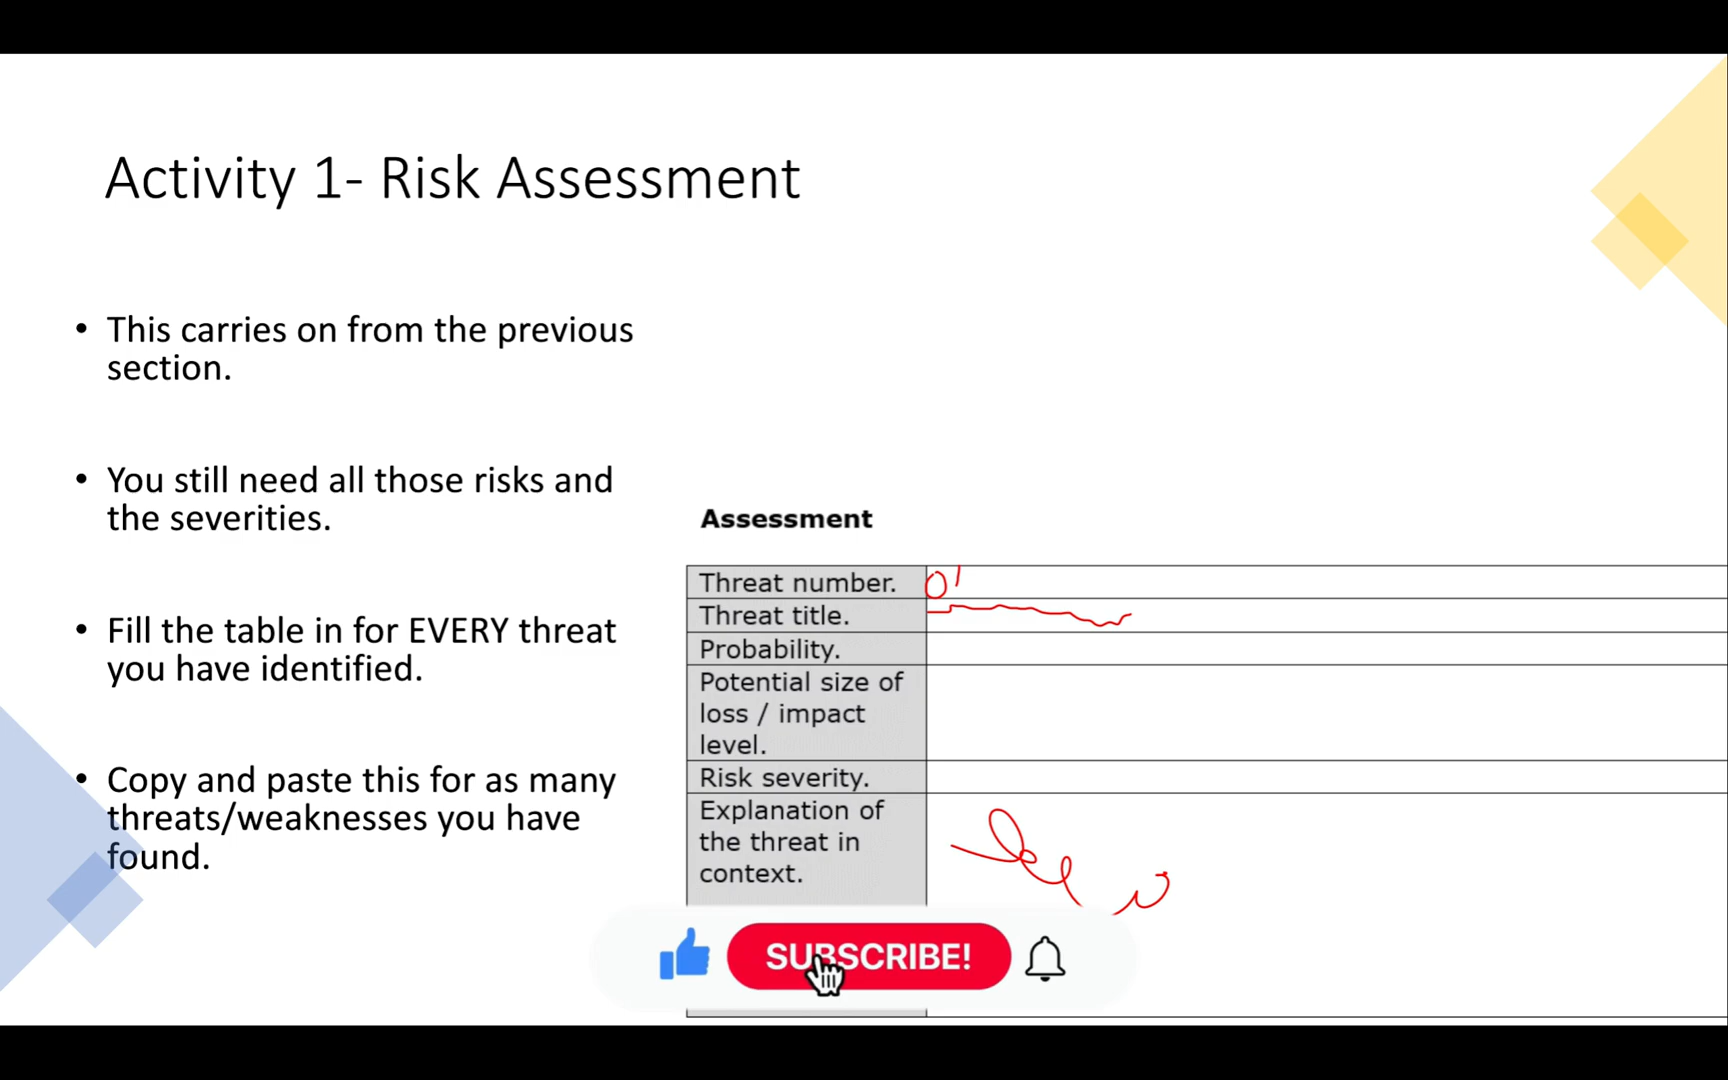 Activity 1- Risk Assessment
• This carries on from the previous
section.
• You still need all those risks and
the severities.
• Fill the table in for EVERY threat
you have identified.
• Copy and paste this for as many
threats/weaknesses you have
found.
Assessment
Threat number. 01
Threat title.
Probability.
Potential size of
loss / impact
level.
Risk severity.
Explanation of
the threat in
context.
SUBSCRIBE!